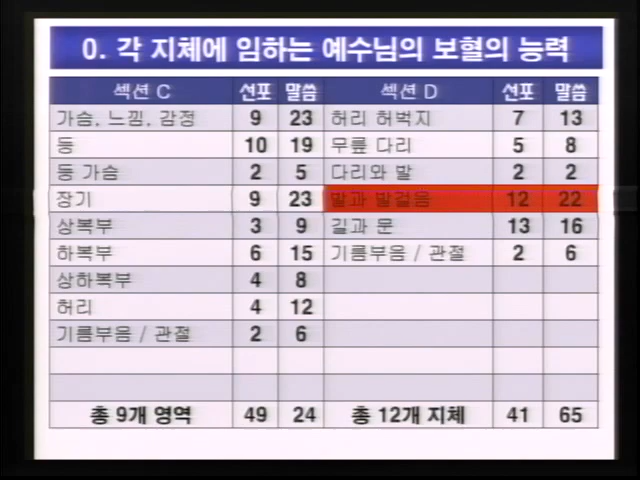 0. 각 지체에 임하는 예수님의 보혈의 능력
섹션 C 선포 말씀 섹션 D 선포 말씀
가슴, 느낌, 감정 9 23 허리 허벅지 7 13
등 10 19 무릎 다리 5 8
등 가슴 2 5 다리와 발 2 2
장기 9 23 발과 발걸음 12 22
상복부 3 9 길과 문 13 16
하복부 6 15 기름부음 / 관절 2 6
상하복부 4 8
허리 4 12
기름부음 / 관절 2 6
총 9개 영역 49 24 총 12개 지체 41 65